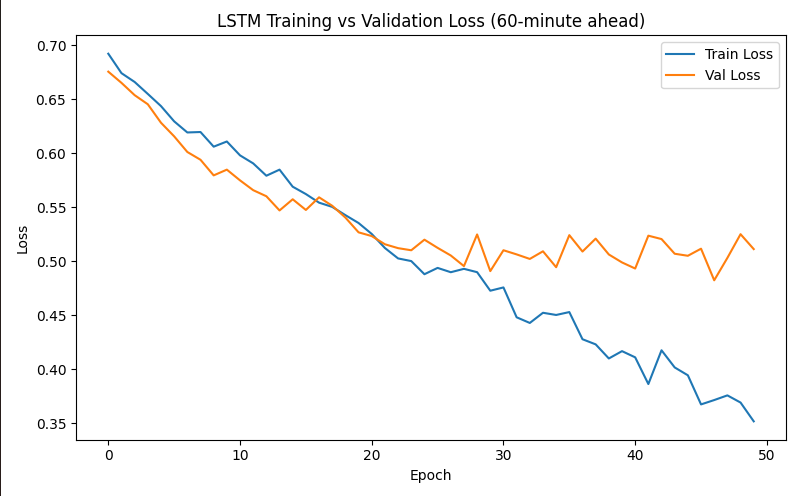 LSTM Training vs Validation Loss (60-minute ahead)
Train Loss
Val Loss
0.70
0.65
0.60
0.55
0.50
0.45
0.40
0.35
Loss
0 10 20 30 40 50
Epoch